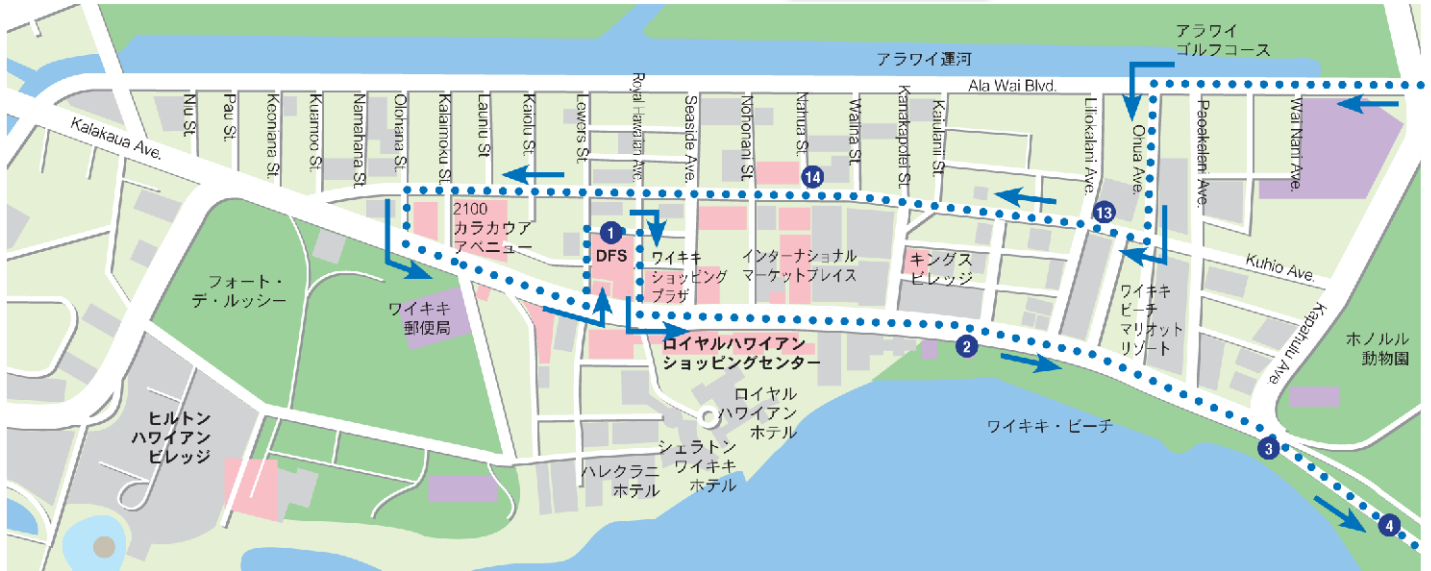 アラワイ
ゴルフコース
アラワイ運河
Ala Wai Blvd.
Niu St.
Pau St.
Keoniana St.
Kuamoo St.
Namahana St.
Olohana St.
Kalaimoku St.
Launiu St.
Kaiolu St.
Lewers St.
Royal Hawaiian Ave.
Seaside Ave.
Nohonani St.
Nahua St.
Walina St.
Kanekapolei St.
Kaiulani St.
Liliokalani Ave.
Ohua Ave.
Paoakalani Ave.
Wai Nani Ave.
Kalakaua Ave.
14
13
2100
カラカウア
アベニュー
1
DFS
ワイキキ
ショッピング
プラザ
インターナショナル
マーケットプレイス
キングス
ビレッジ
Kuhio Ave.
フォート・
デ・ルッシー
ワイキキ
郵便局
ワイキキ
ビーチ
マリオット
リゾート
Kapahulu Ave.
ホノルル
動物園
ロイヤルハワイアン
ショッピングセンター
2
ロイヤル
ハワイアン
ホテル
ワイキキ・ビーチ
ヒルトン
ハワイアン
ビレッジ
シェラトン
ワイキキ
ホテル
ハレクラニ
ホテル
3
4